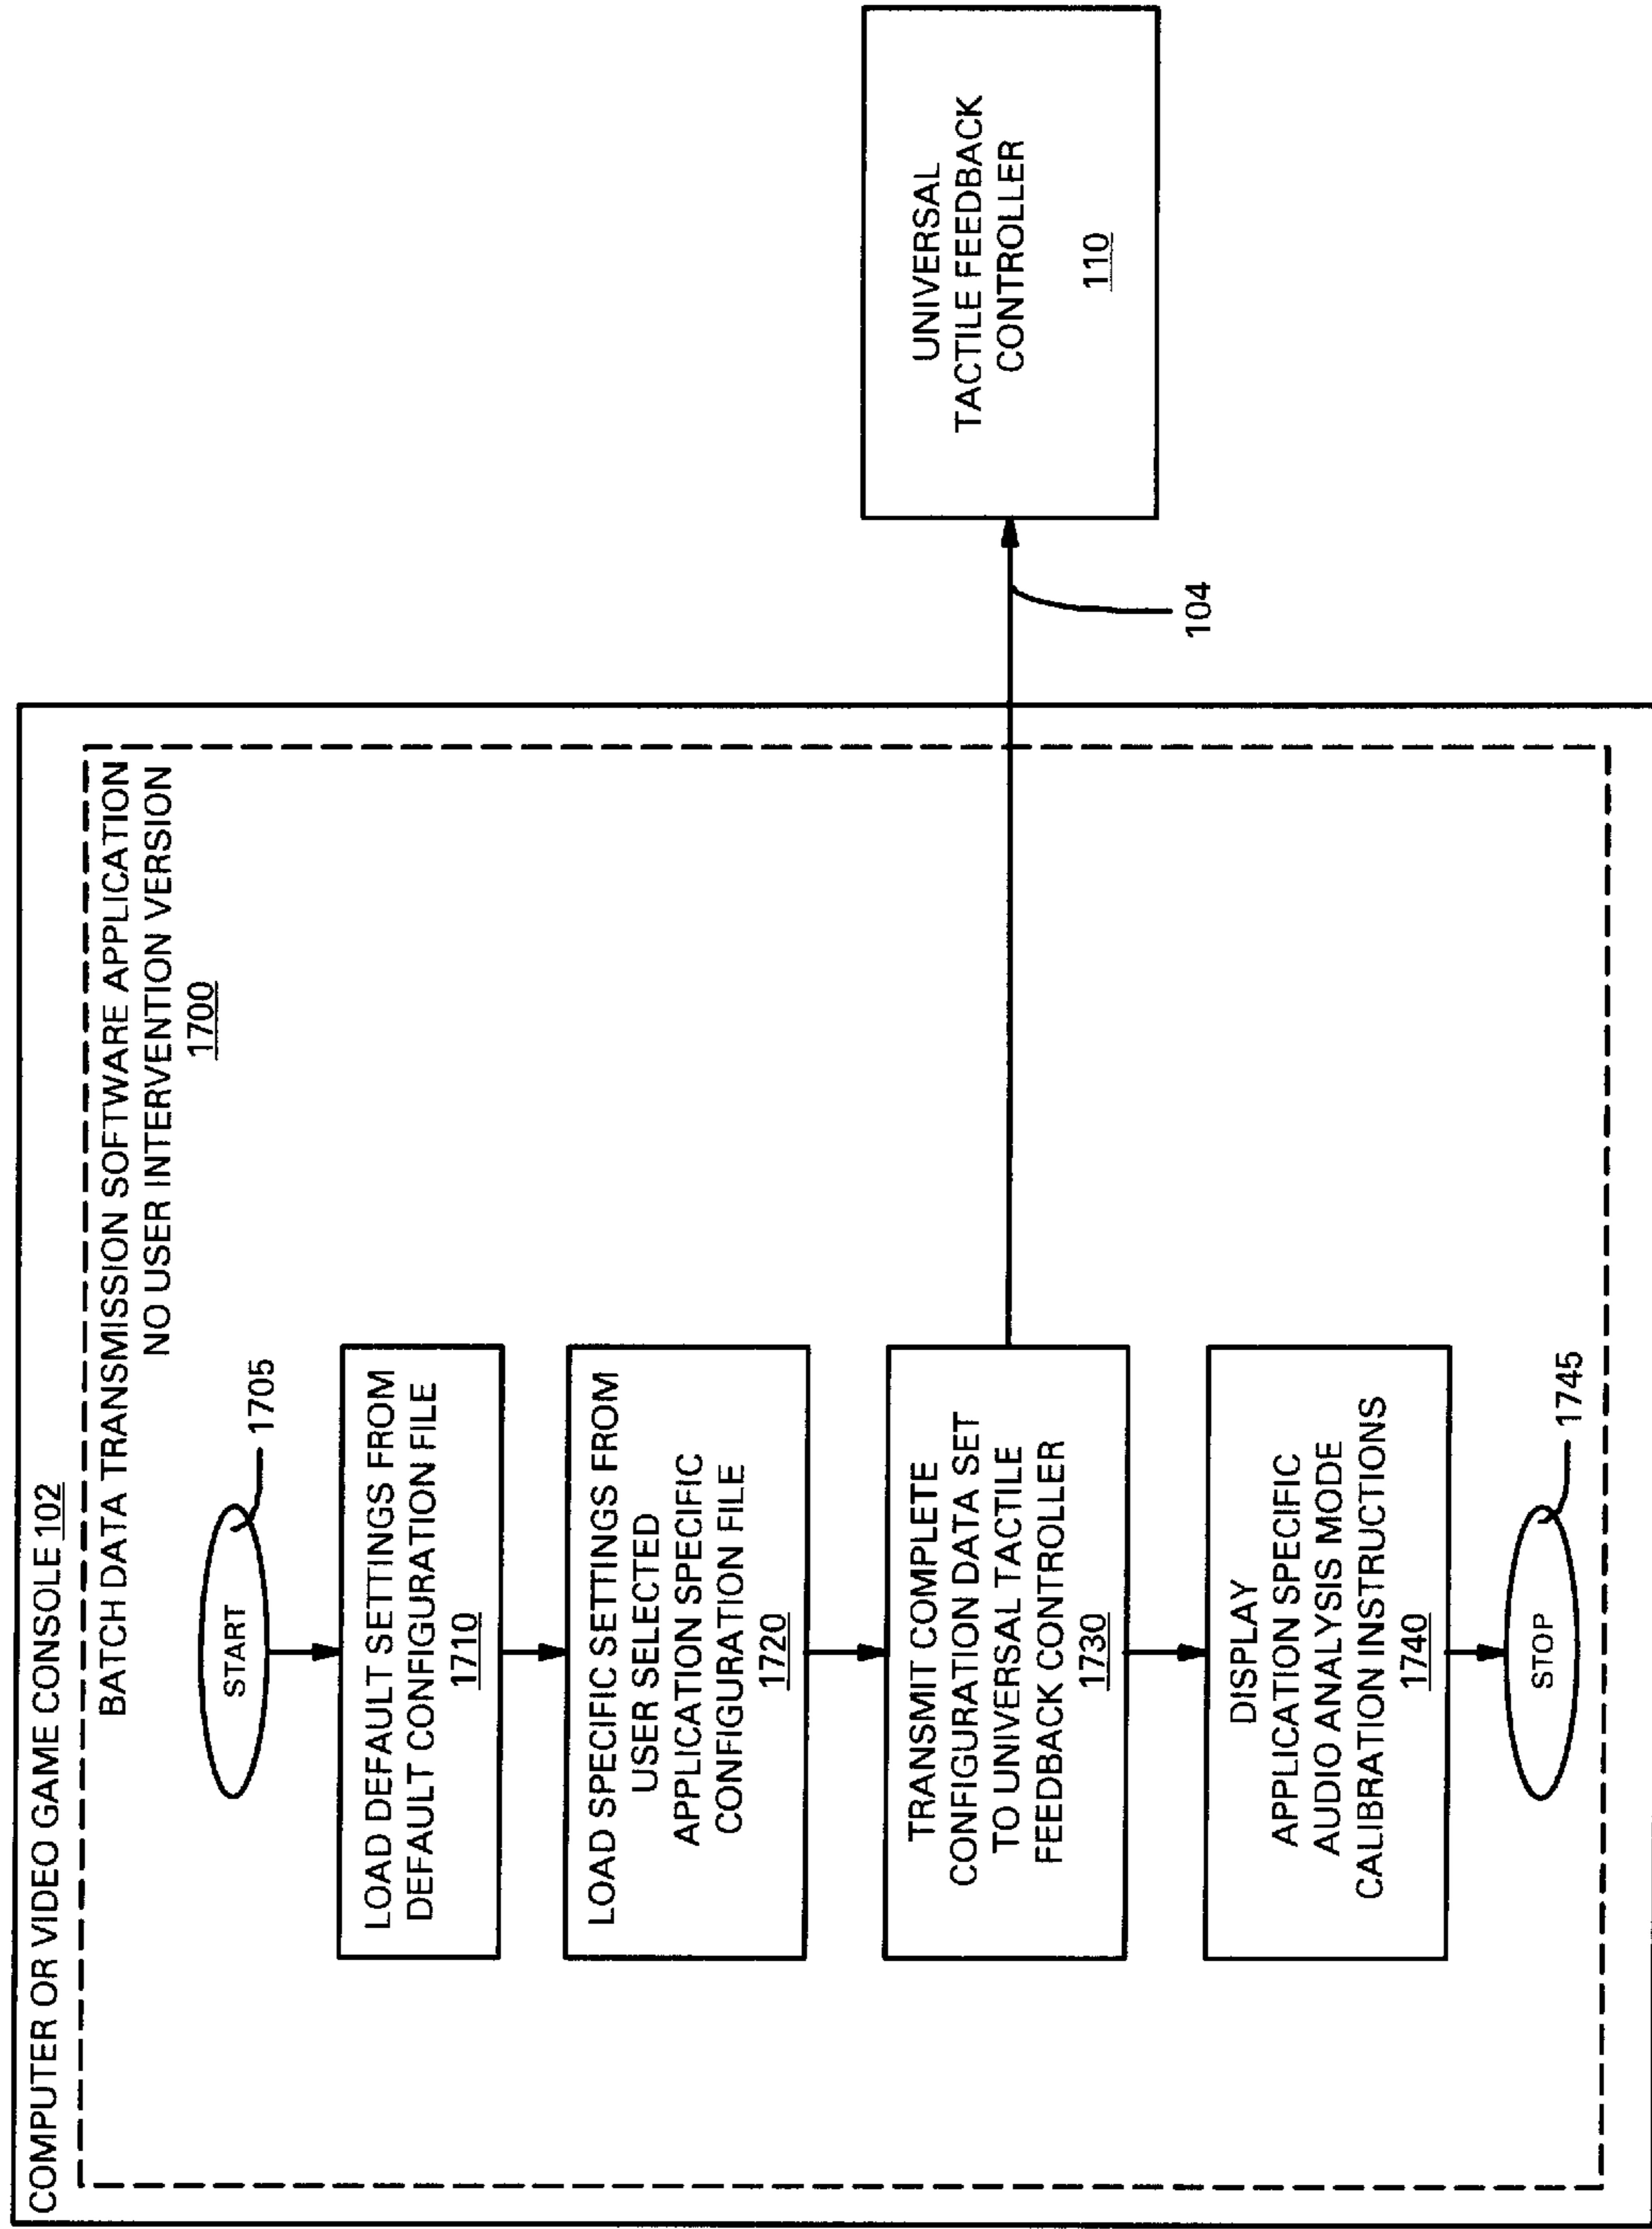 COMPUTER OR VIDEO GAME CONSOLE 102
BATCH DATA TRANSMISSION SOFTWARE APPLICATION
NO USER INTERVENTION VERSION
1700
START
1705
LOAD DEFAULT SETTINGS FROM
DEFAULT CONFIGURATION FILE
1710
LOAD SPECIFIC SETTINGS FROM
USER SELECTED
APPLICATION SPECIFIC
CONFIGURATION FILE
1720
TRANSMIT COMPLETE
CONFIGURATION DATA SET
TO UNIVERSAL TACTILE
FEEDBACK CONTROLLER
1730
DISPLAY
APPLICATION SPECIFIC
AUDIO ANALYSIS MODE
CALIBRATION INSTRUCTIONS
1740
STOP
1745
104
UNIVERSAL
TACTILE FEEDBACK
CONTROLLER
110